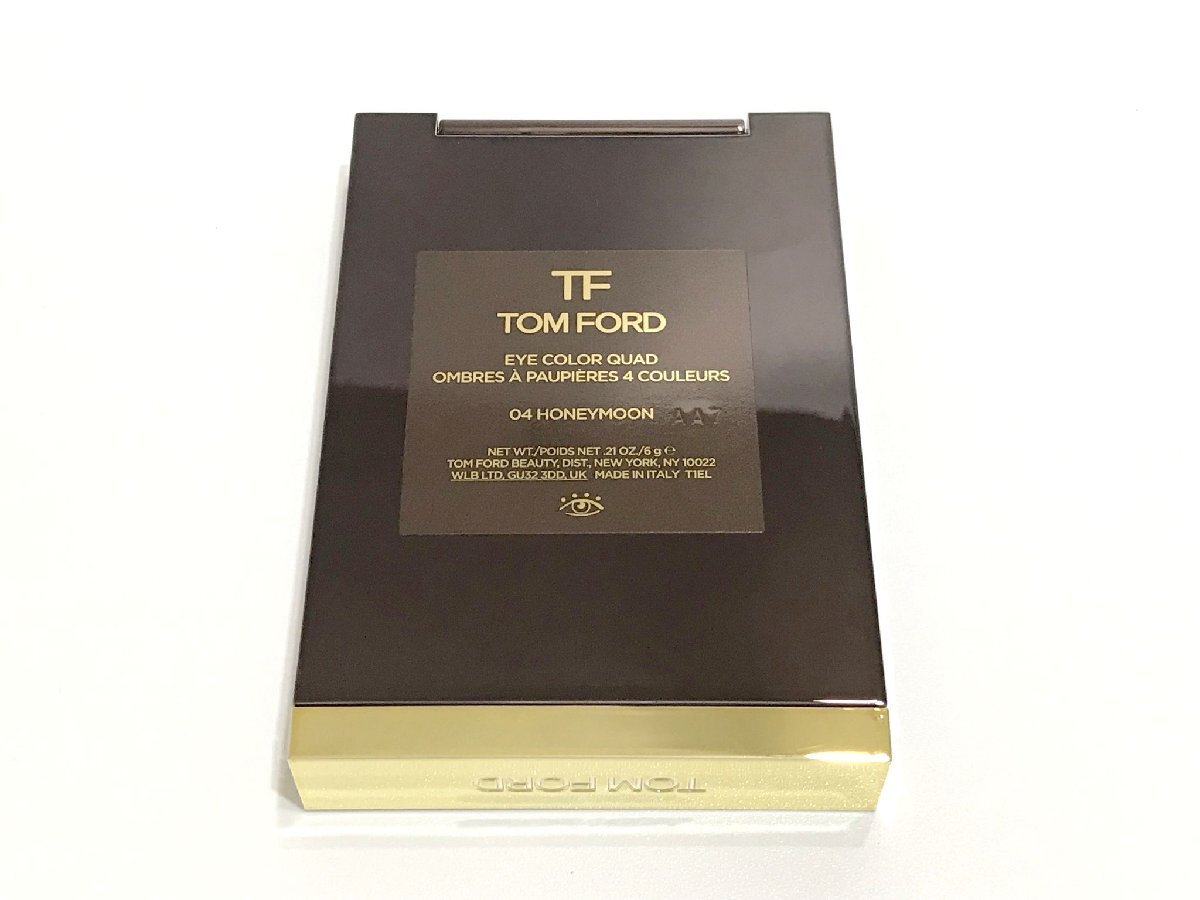 TF
TOM FORD
EYE COLOR QUAD
OMBRES À PAUPIÈRES 4 COULEURS
04 HONEYMOON AA7
NET WT./POIDS NET .21 OZ./6 g ℮
TOM FORD BEAUTY, DIST., NEW YORK, NY 10022
WLB LTD, GU32 3DD, UK MADE IN ITALY T1EL
TOM FORD